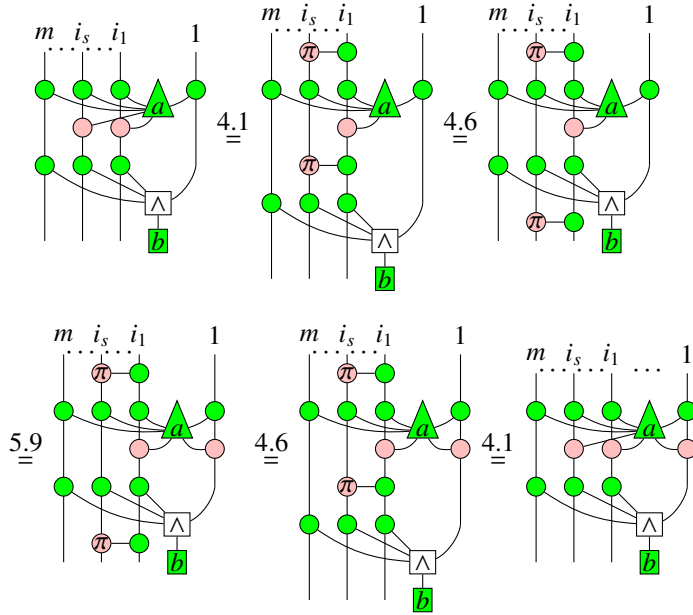 m i_s i_1 1 m i_s i_1 1 m i_s i_1 1
π π
a 4.1 = a 4.6 = a
π
∧ ∧ ∧
b b π b
m i_s i_1 1 m i_s i_1 1 m i_s i_1 ... 1
π π
5.9 = a 4.6 = a 4.1 = a
π
∧ ∧ ∧
π b b b